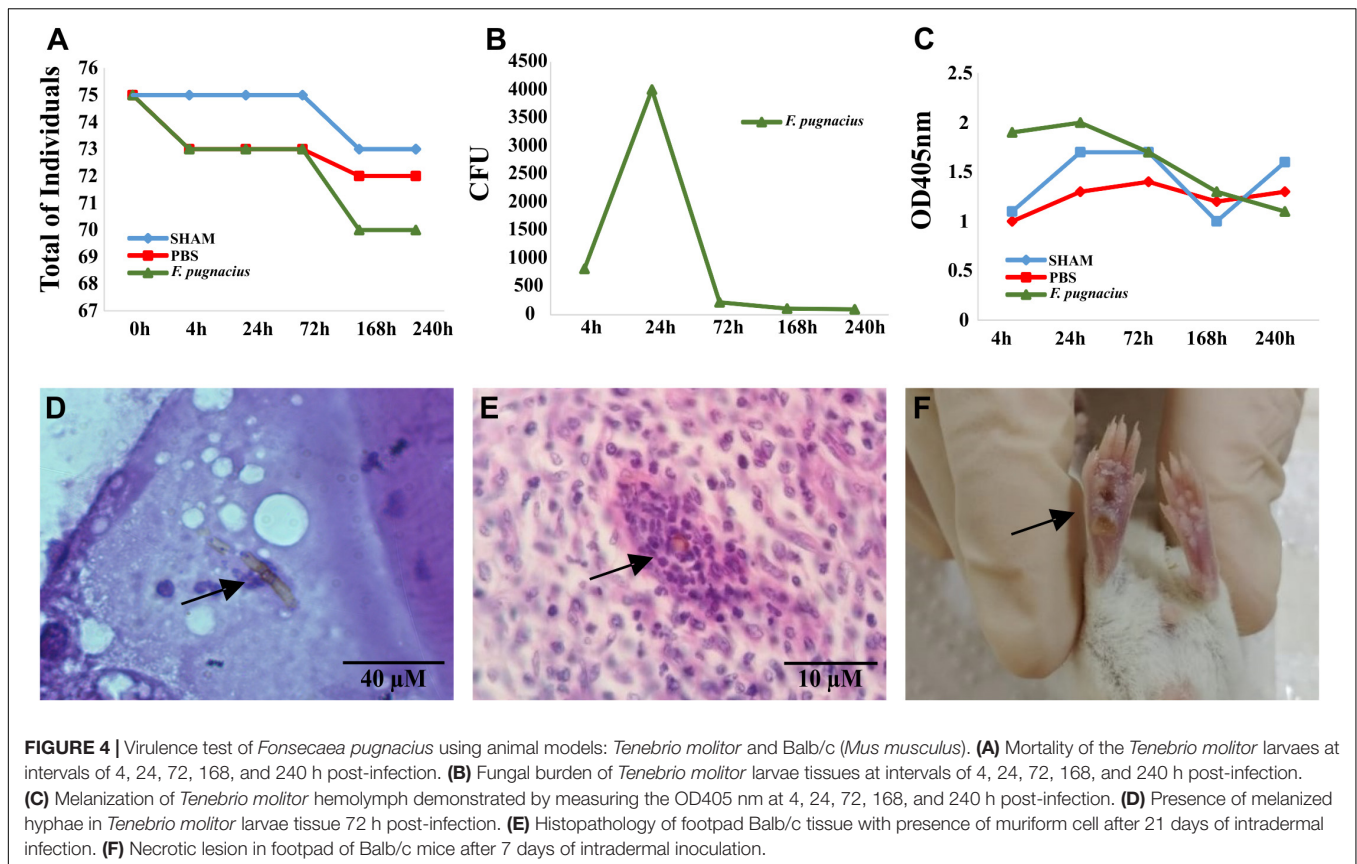 A
Total of Individuals
76
75
74
73
72
71
70
69
68
67
SHAM
PBS
F. pugnacius
0h 4h 24h 72h 168h 240h
B
CFU
4500
4000
3500
3000
2500
2000
1500
1000
500
0
F. pugnacius
4h 24h 72h 168h 240h
C
OD405nm
2.5
2
1.5
1
0.5
0
SHAM
PBS
F. pugnacius
4h 24h 72h 168h 240h
D
40 µM
E
10 µM
F
FIGURE 4 | Virulence test of Fonsecaea pugnacius using animal models: Tenebrio molitor and Balb/c (Mus musculus). (A) Mortality of the Tenebrio molitor larvaes at
intervals of 4, 24, 72, 168, and 240 h post-infection. (B) Fungal burden of Tenebrio molitor larvae tissues at intervals of 4, 24, 72, 168, and 240 h post-infection.
(C) Melanization of Tenebrio molitor hemolymph demonstrated by measuring the OD405 nm at 4, 24, 72, 168, and 240 h post-infection. (D) Presence of melanized
hyphae in Tenebrio molitor larvae tissue 72 h post-infection. (E) Histopathology of footpad Balb/c tissue with presence of muriform cell after 21 days of intradermal
infection. (F) Necrotic lesion in footpad of Balb/c mice after 7 days of intradermal inoculation.